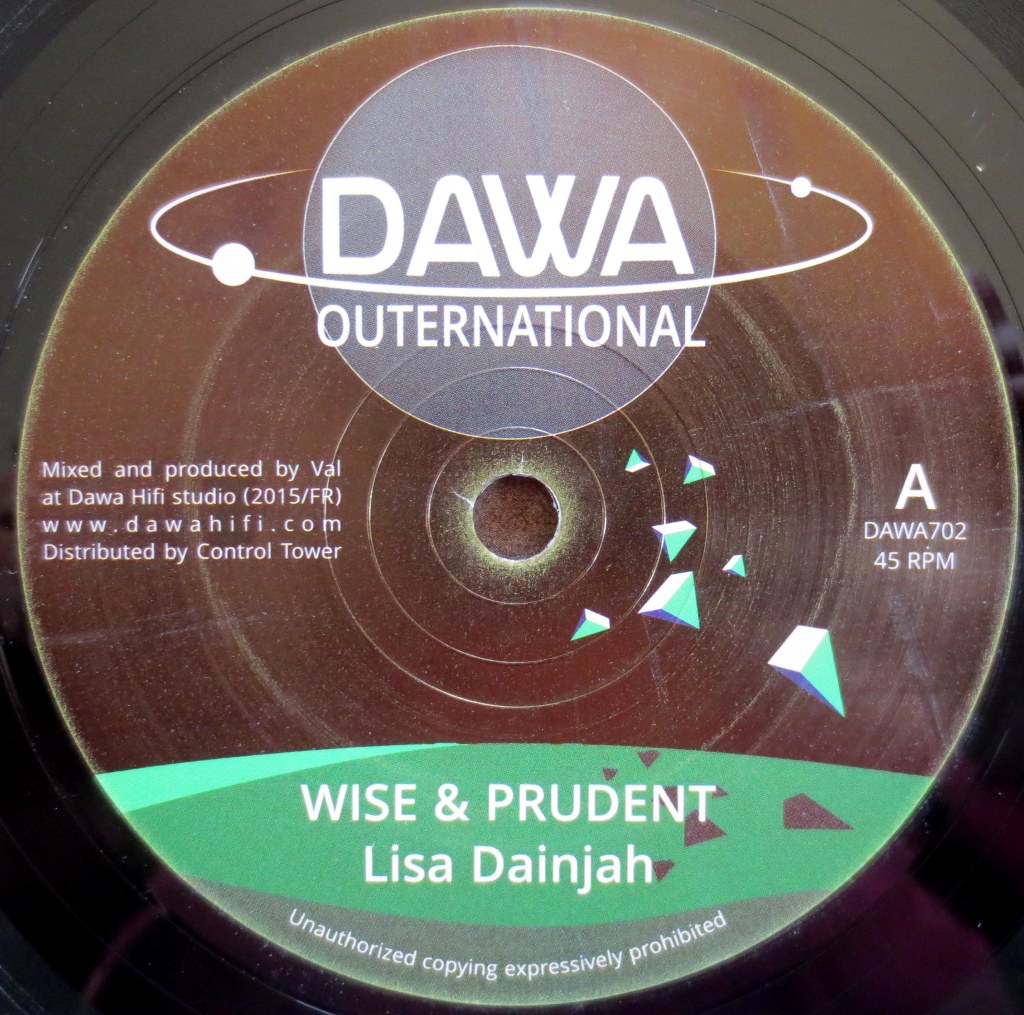 DAWA
OUTERNATIONAL
Mixed and produced by Val
at Dawa Hifi studio (2015/FR)
www.dawahifi.com
Distributed by Control Tower
A
DAWA702
45 RPM
WISE & PRUDENT
Lisa Dainjah
Unauthorized copying expressively prohibited